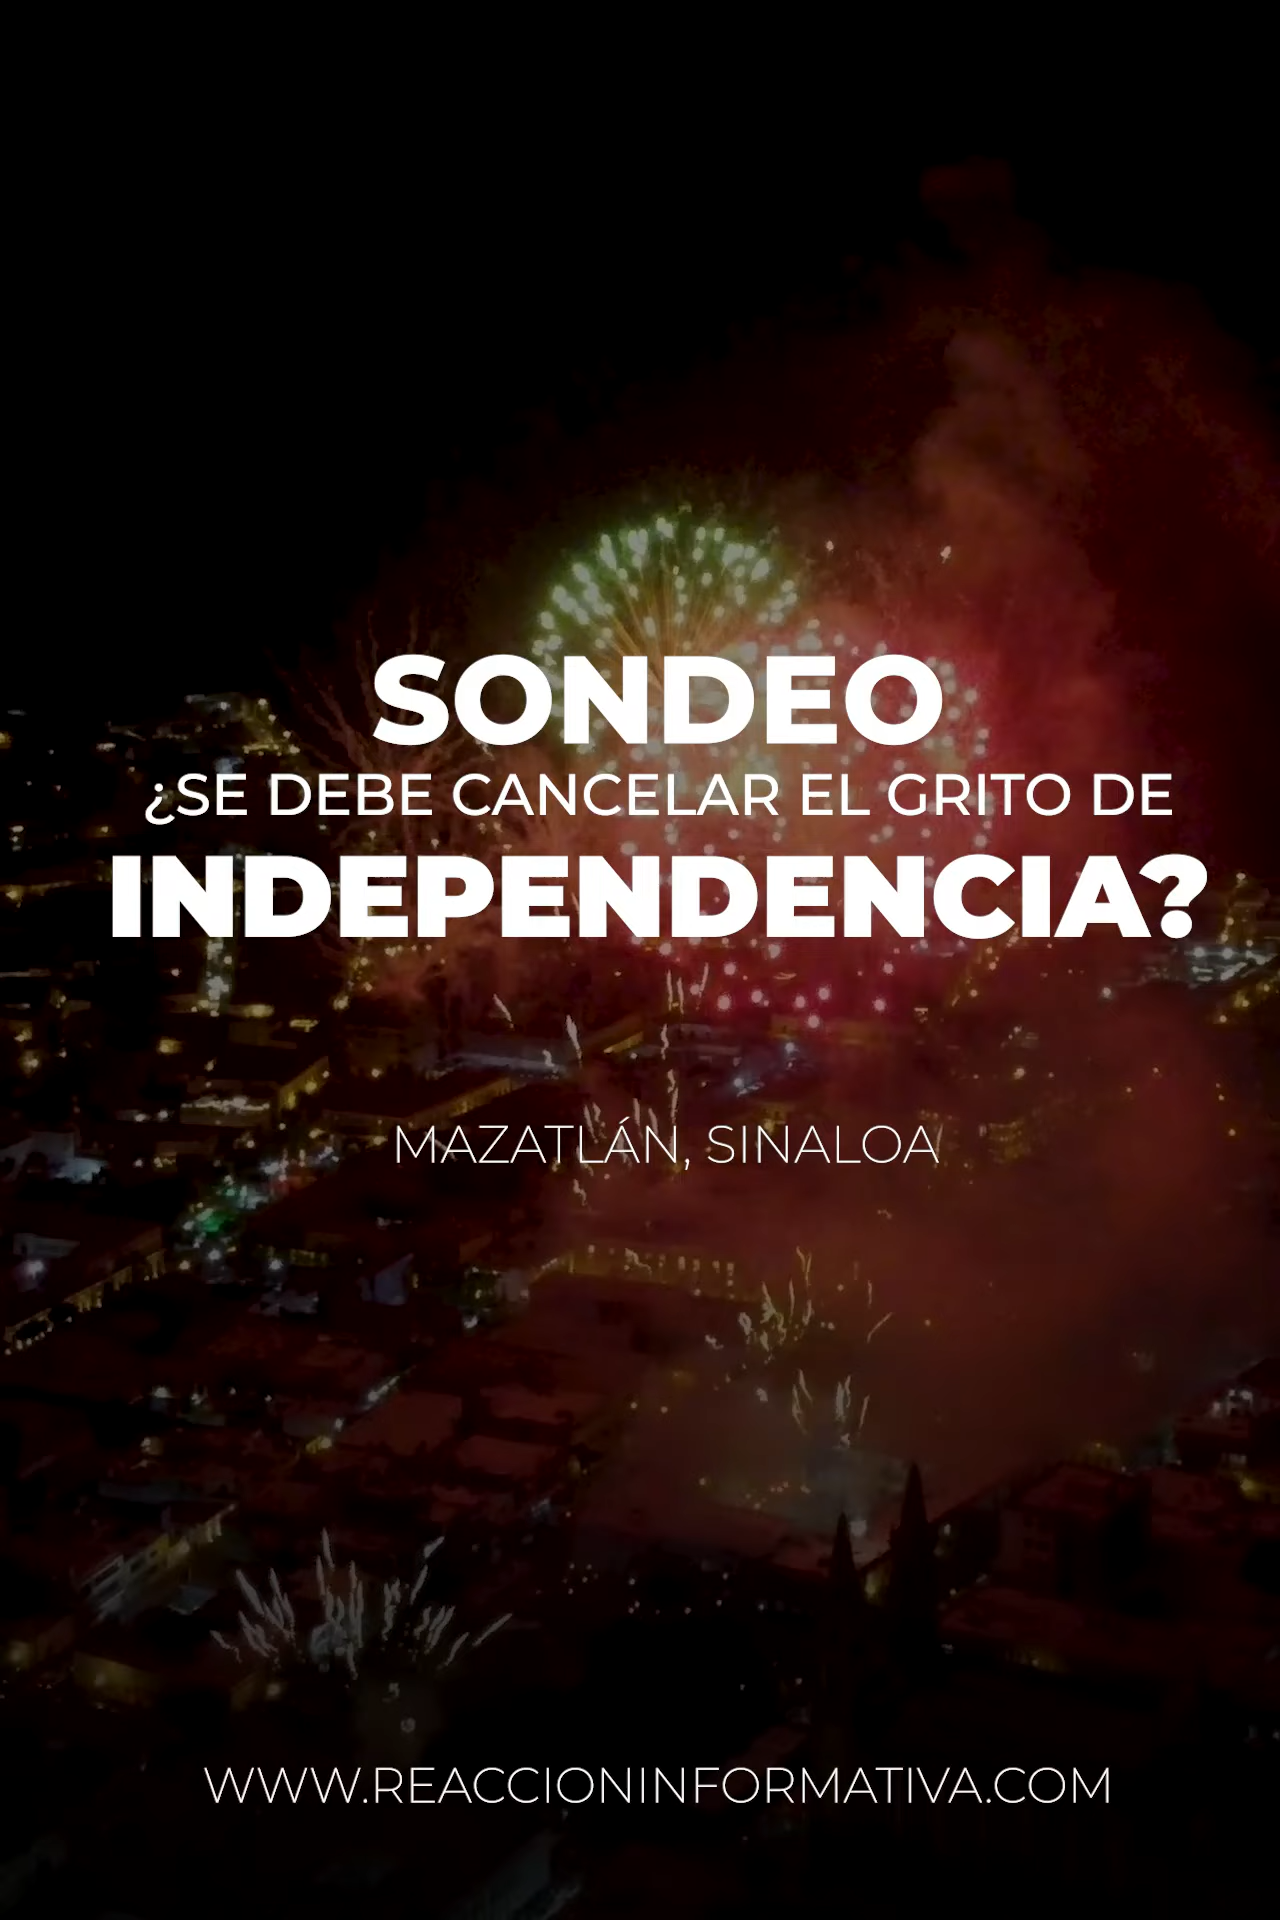 SONDEO
¿SE DEBE CANCELAR EL GRITO DE
INDEPENDENCIA?
MAZATLÁN, SINALOA
WWW.REACCIONINFORMATIVA.COM